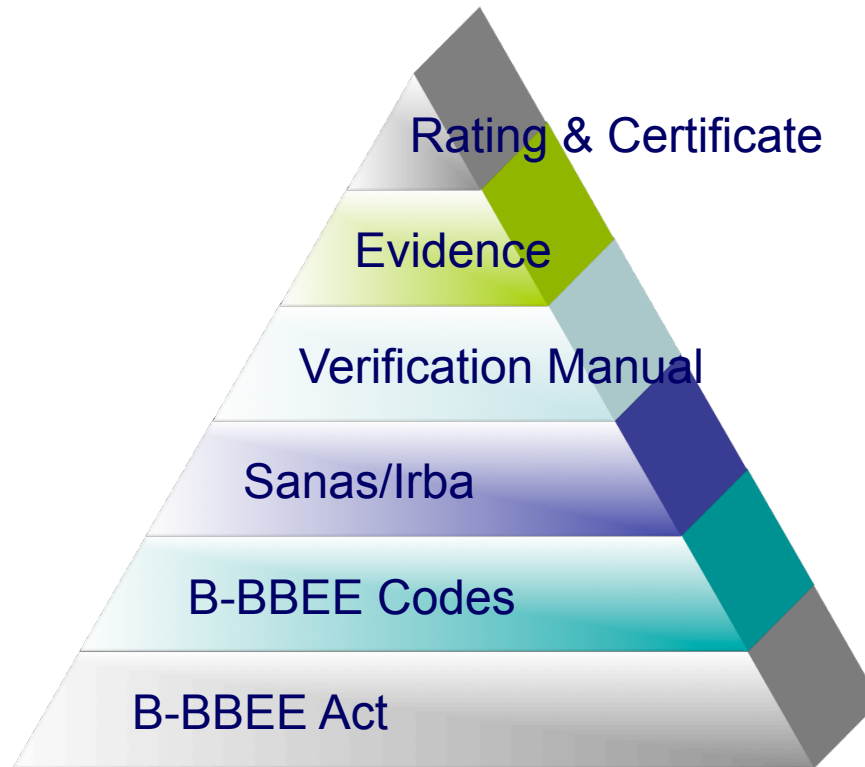 Rating & Certificate
Evidence
Verification Manual
Sanas/Irba
B-BBEE Codes
B-BBEE Act